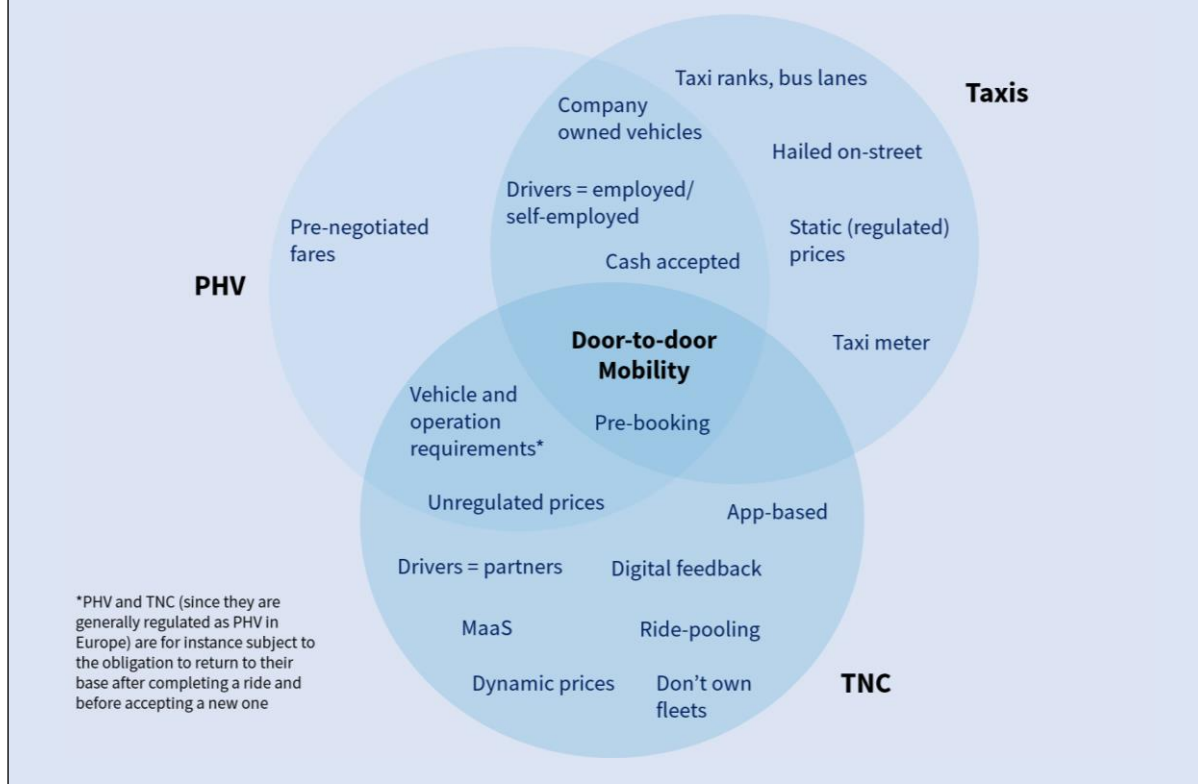 Taxi ranks, bus lanes
Taxis
Company
owned vehicles
Hailed on-street
Drivers = employed/
self-employed
Pre-negotiated
fares
Static (regulated)
prices
Cash accepted
PHV
Door-to-door
Mobility
Taxi meter
Vehicle and
operation
requirements*
Pre-booking
Unregulated prices
App-based
Drivers = partners
Digital feedback
*PHV and TNC (since they are
generally regulated as PHV in
Europe) are for instance subject to
the obligation to return to their
base after completing a ride and
before accepting a new one
MaaS
Ride-pooling
Dynamic prices
Don’t own
fleets
TNC